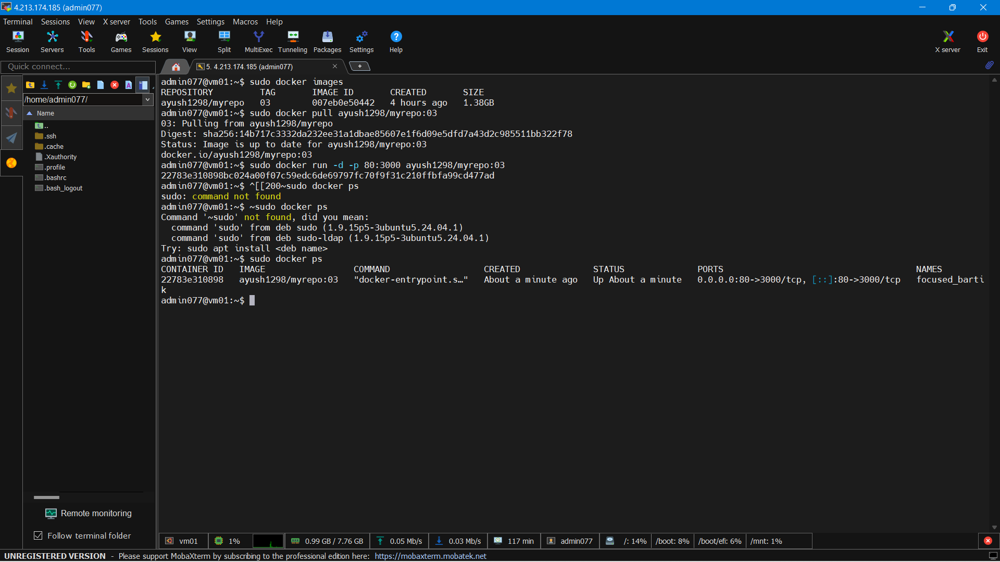 4.213.174.185 (admin077)
Terminal Sessions View X server Tools Games Settings Macros Help
Session Servers Tools Games Sessions View Split MultiExec Tunneling Packages Settings Help X server Exit
Quick connect...
5. 4.213.174.185 (admin077)
/home/admin077/
Name
..
.ssh
.cache
.Xauthority
.profile
.bashrc
.bash_logout
admin077@vm01:~$ sudo docker images
REPOSITORY TAG IMAGE ID CREATED SIZE
ayush1298/myrepo 03 007eb0e50442 4 hours ago 1.38GB
admin077@vm01:~$ sudo docker pull ayush1298/myrepo:03
03: Pulling from ayush1298/myrepo
Digest: sha256:14b717c3332da232ee31a1dbae85607e1f6d09e5dfd7a43d2c985511bb322f78
Status: Image is up to date for ayush1298/myrepo:03
docker.io/ayush1298/myrepo:03
admin077@vm01:~$ sudo docker run -d -p 80:3000 ayush1298/myrepo:03
22783e310898bc024a00f07c59edc6de69797fc70f9f31c210ffbfa99cd477ad
admin077@vm01:~$ ^[[200~sudo docker ps
sudo: command not found
admin077@vm01:~$ ~sudo docker ps
Command '~sudo' not found, did you mean:
command 'sudo' from deb sudo (1.9.15p5-3ubuntu5.24.04.1)
command 'sudo' from deb sudo-ldap (1.9.15p5-3ubuntu5.24.04.1)
Try: sudo apt install <deb name>
admin077@vm01:~$ sudo docker ps
CONTAINER ID IMAGE COMMAND CREATED STATUS PORTS NAMES
22783e310898 ayush1298/myrepo:03 "docker-entrypoint.s…" About a minute ago Up About a minute 0.0.0.0:80->3000/tcp, [::]:80->3000/tcp focused_barti
k
admin077@vm01:~$
Remote monitoring
Follow terminal folder
vm01 1% 0.99 GB / 7.76 GB 0.05 Mb/s 0.03 Mb/s 117 min admin077 /: 14% /boot: 8% /boot/efi: 6% /mnt: 1%
UNREGISTERED VERSION - Please support MobaXterm by subscribing to the professional edition here: https://mobaxterm.mobatek.net